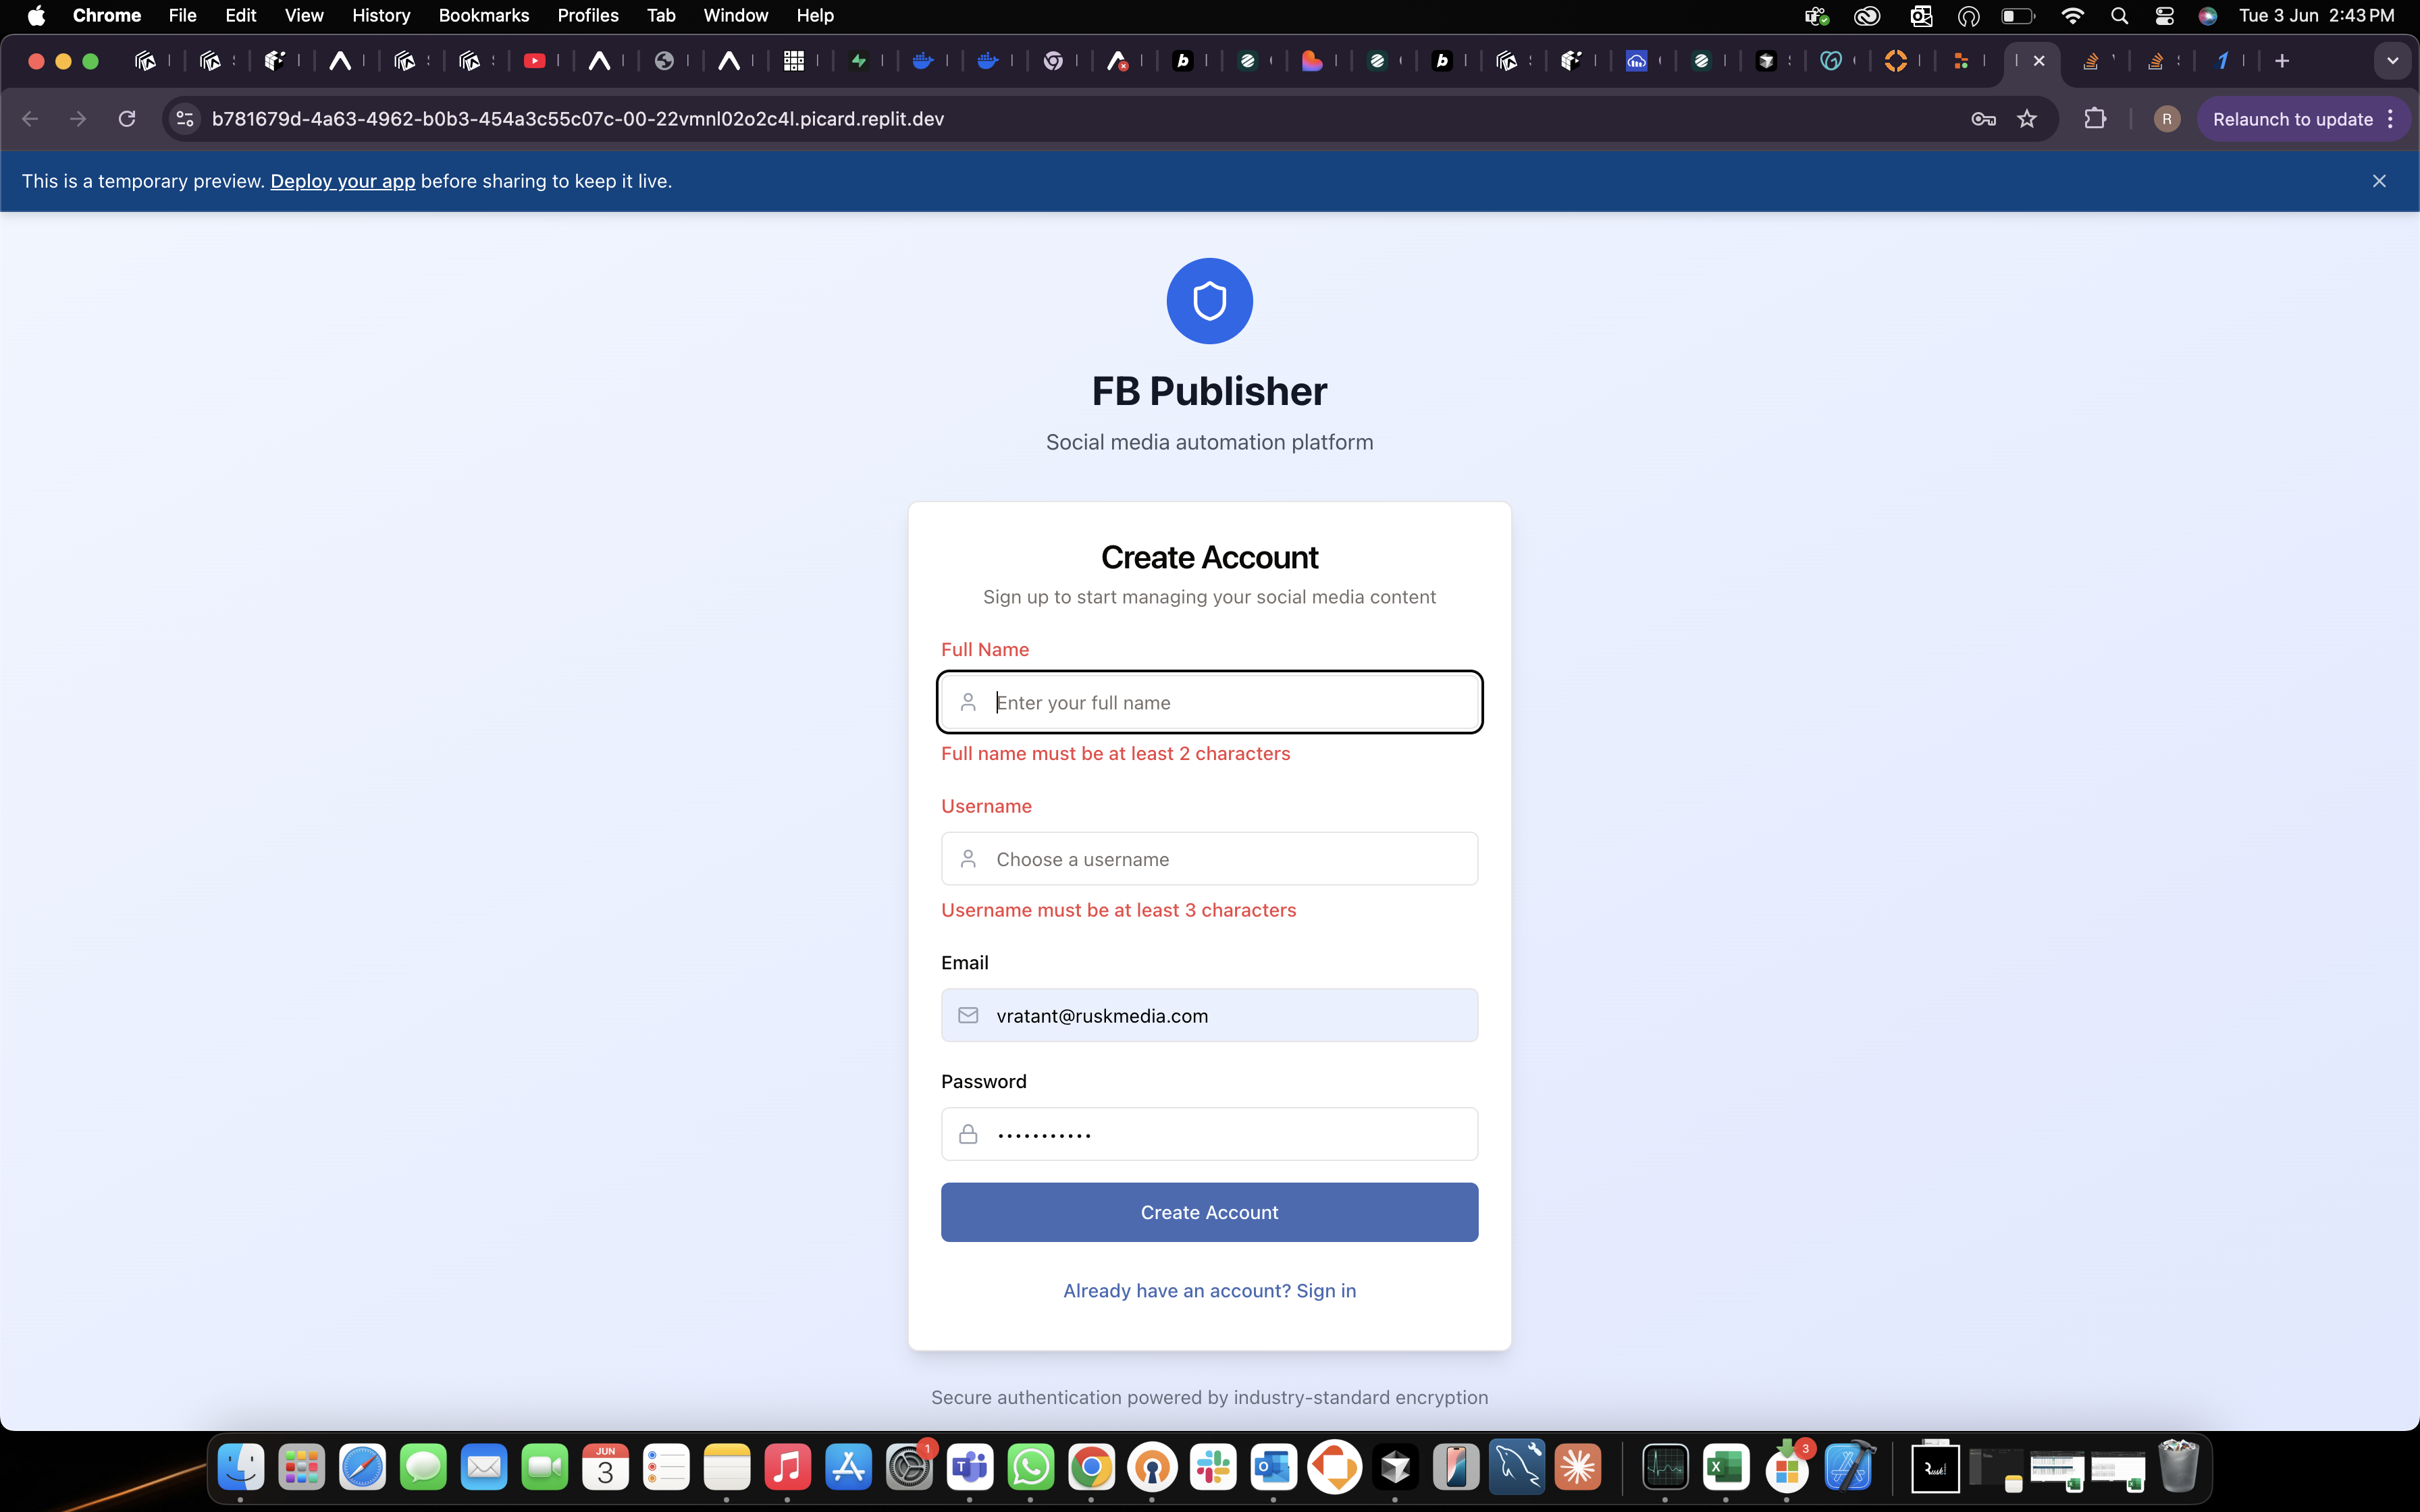 Chrome File Edit View History Bookmarks Profiles Tab Window Help Tue 3 Jun 2:43 PM
b781679d-4a63-4962-b0b3-454a3c55c07c-00-22vmnl02o2c4l.picard.replit.dev
R
Relaunch to update
This is a temporary preview. Deploy your app before sharing to keep it live.
FB Publisher
Social media automation platform
Create Account
Sign up to start managing your social media content
Full Name
Enter your full name
Full name must be at least 2 characters
Username
Choose a username
Username must be at least 3 characters
Email
vratant@ruskmedia.com
Password
Create Account
Already have an account? Sign in
Secure authentication powered by industry-standard encryption
JUN
3
1
3